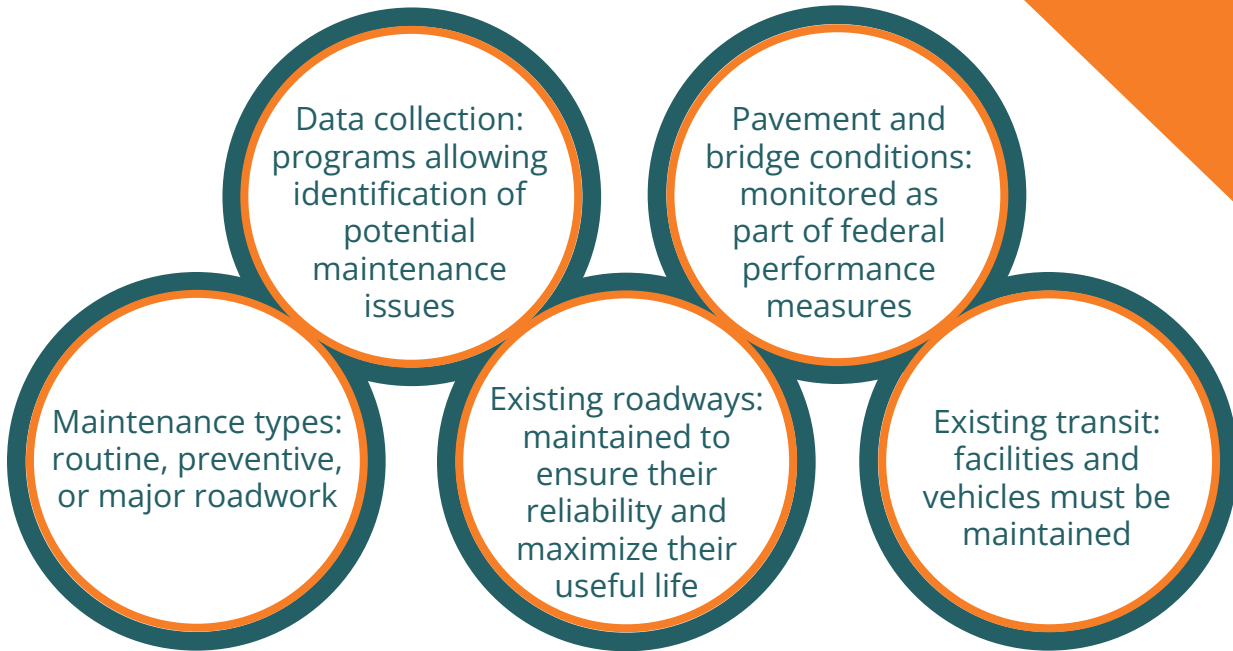 Data collection:
programs allowing
identification of
potential
maintenance
issues
Pavement and
bridge conditions:
monitored as
part of federal
performance
measures
Maintenance types:
routine, preventive,
or major roadwork
Existing roadways:
maintained to
ensure their
reliability and
maximize their
useful life
Existing transit:
facilities and
vehicles must be
maintained